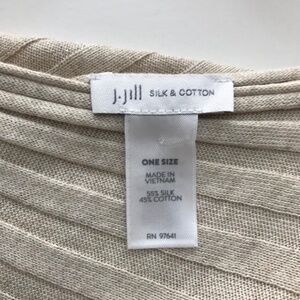 J.Jill SILK & COTTON
ONE SIZE
MADE IN
VIETNAM
55% SILK
45% COTTON
RN 97641